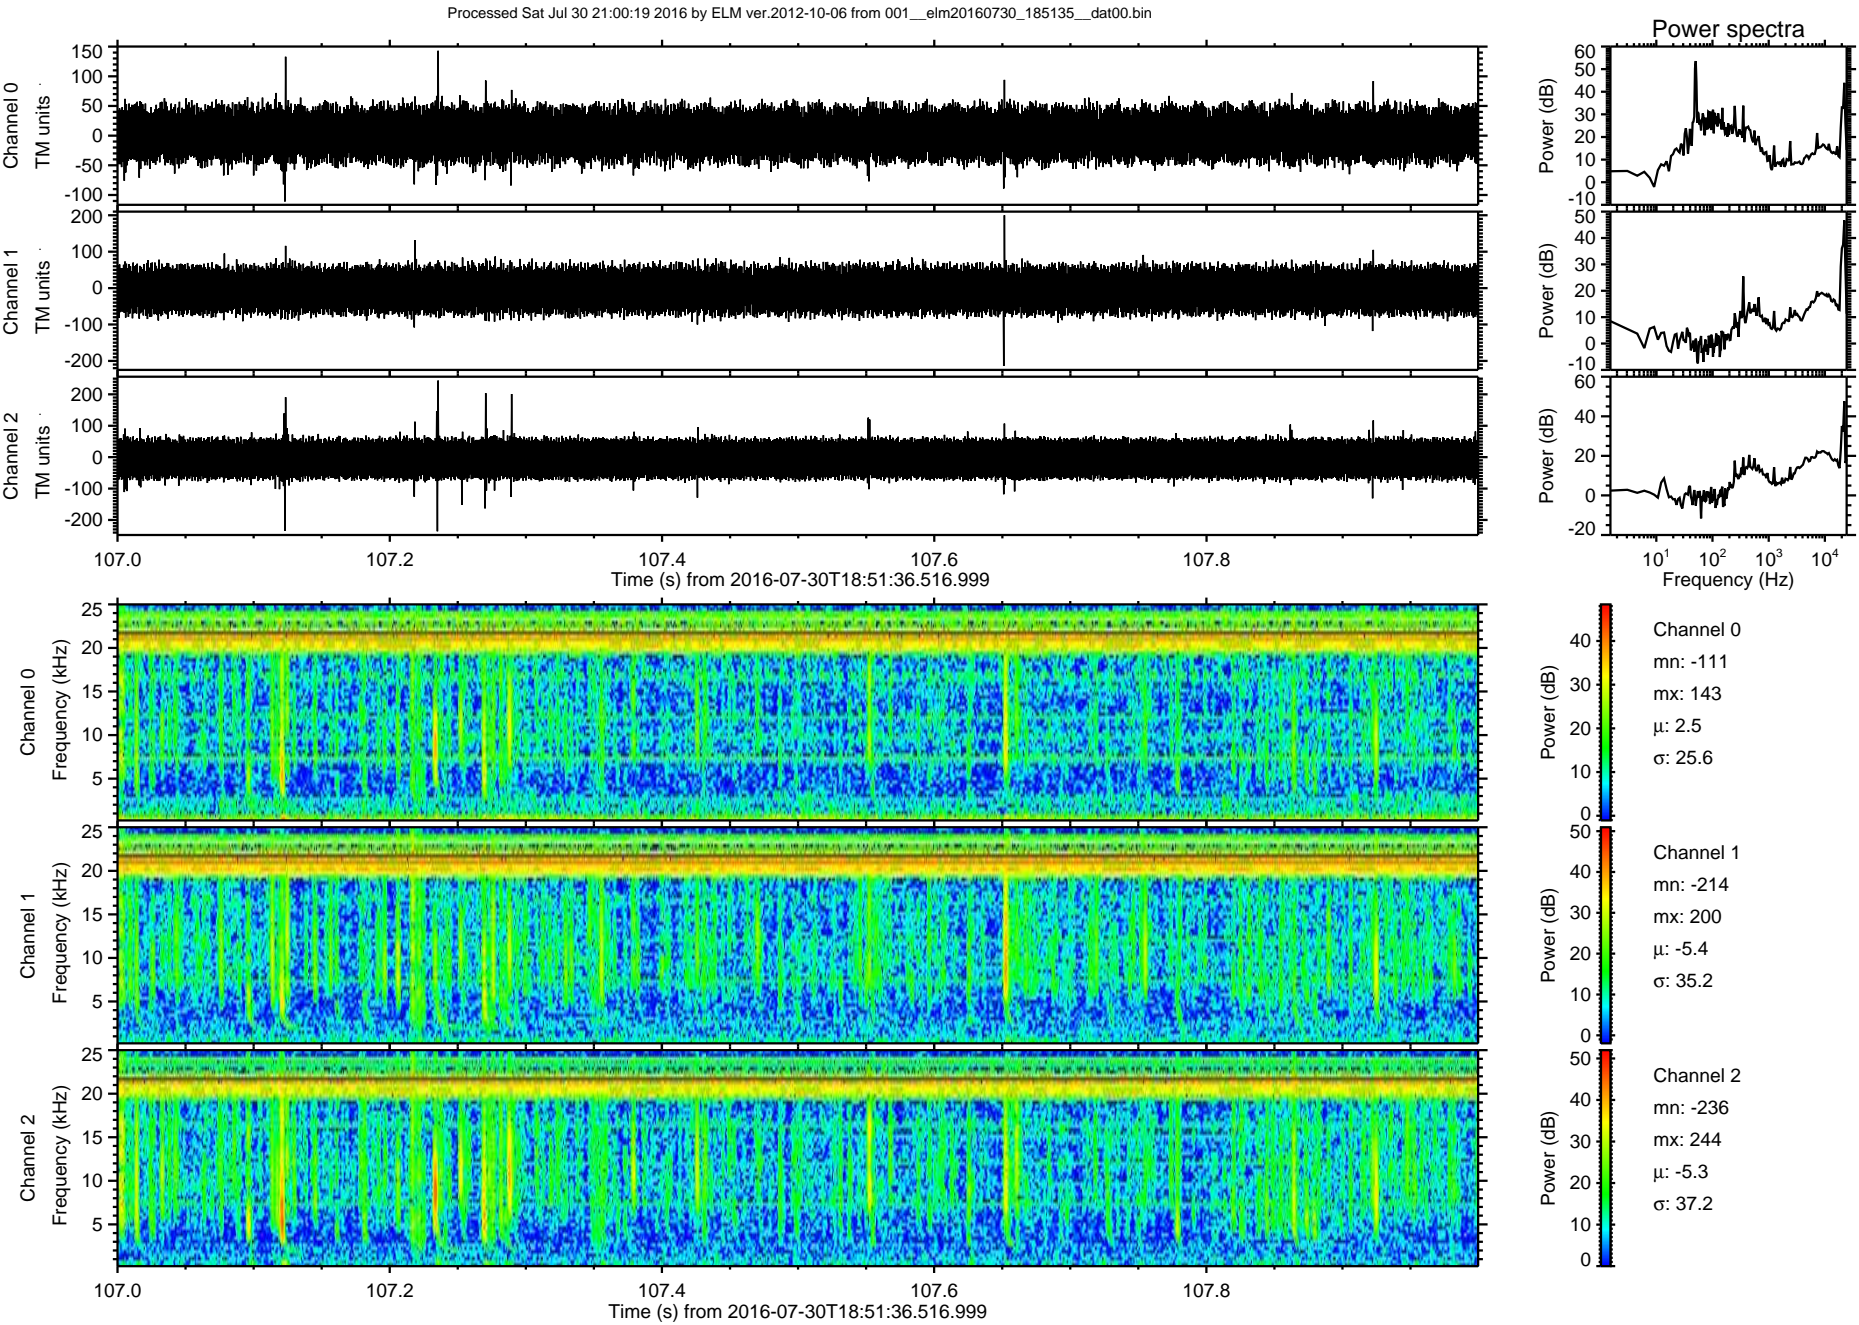 Processed Sat Jul 30 21:00:19 2016 by ELM ver.2012-10-06 from 001__elm20160730_185135__dat00.bin
Power spectra
Channel 0
TM units
150
100
50
0
-50
-100
Power (dB)
60
50
40
30
20
10
0
-10
Channel 1
TM units
200
100
0
-100
-200
Power (dB)
50
40
30
20
10
0
-10
Channel 2
TM units
200
100
0
-100
-200
Power (dB)
60
40
20
0
-20
107.0 107.2 107.4 107.6 107.8
Time (s) from 2016-07-30T18:51:36.516.999
10^1 10^2 10^3 10^4
Frequency (Hz)
Channel 0
Frequency (kHz)
25
20
15
10
5
Power (dB)
40
30
20
10
0
Channel 0
mn: -111
mx: 143
μ: 2.5
σ: 25.6
Channel 1
Frequency (kHz)
25
20
15
10
5
Power (dB)
50
40
30
20
10
0
Channel 1
mn: -214
mx: 200
μ: -5.4
σ: 35.2
Channel 2
Frequency (kHz)
25
20
15
10
5
Power (dB)
50
40
30
20
10
0
Channel 2
mn: -236
mx: 244
μ: -5.3
σ: 37.2
107.0 107.2 107.4 107.6 107.8
Time (s) from 2016-07-30T18:51:36.516.999